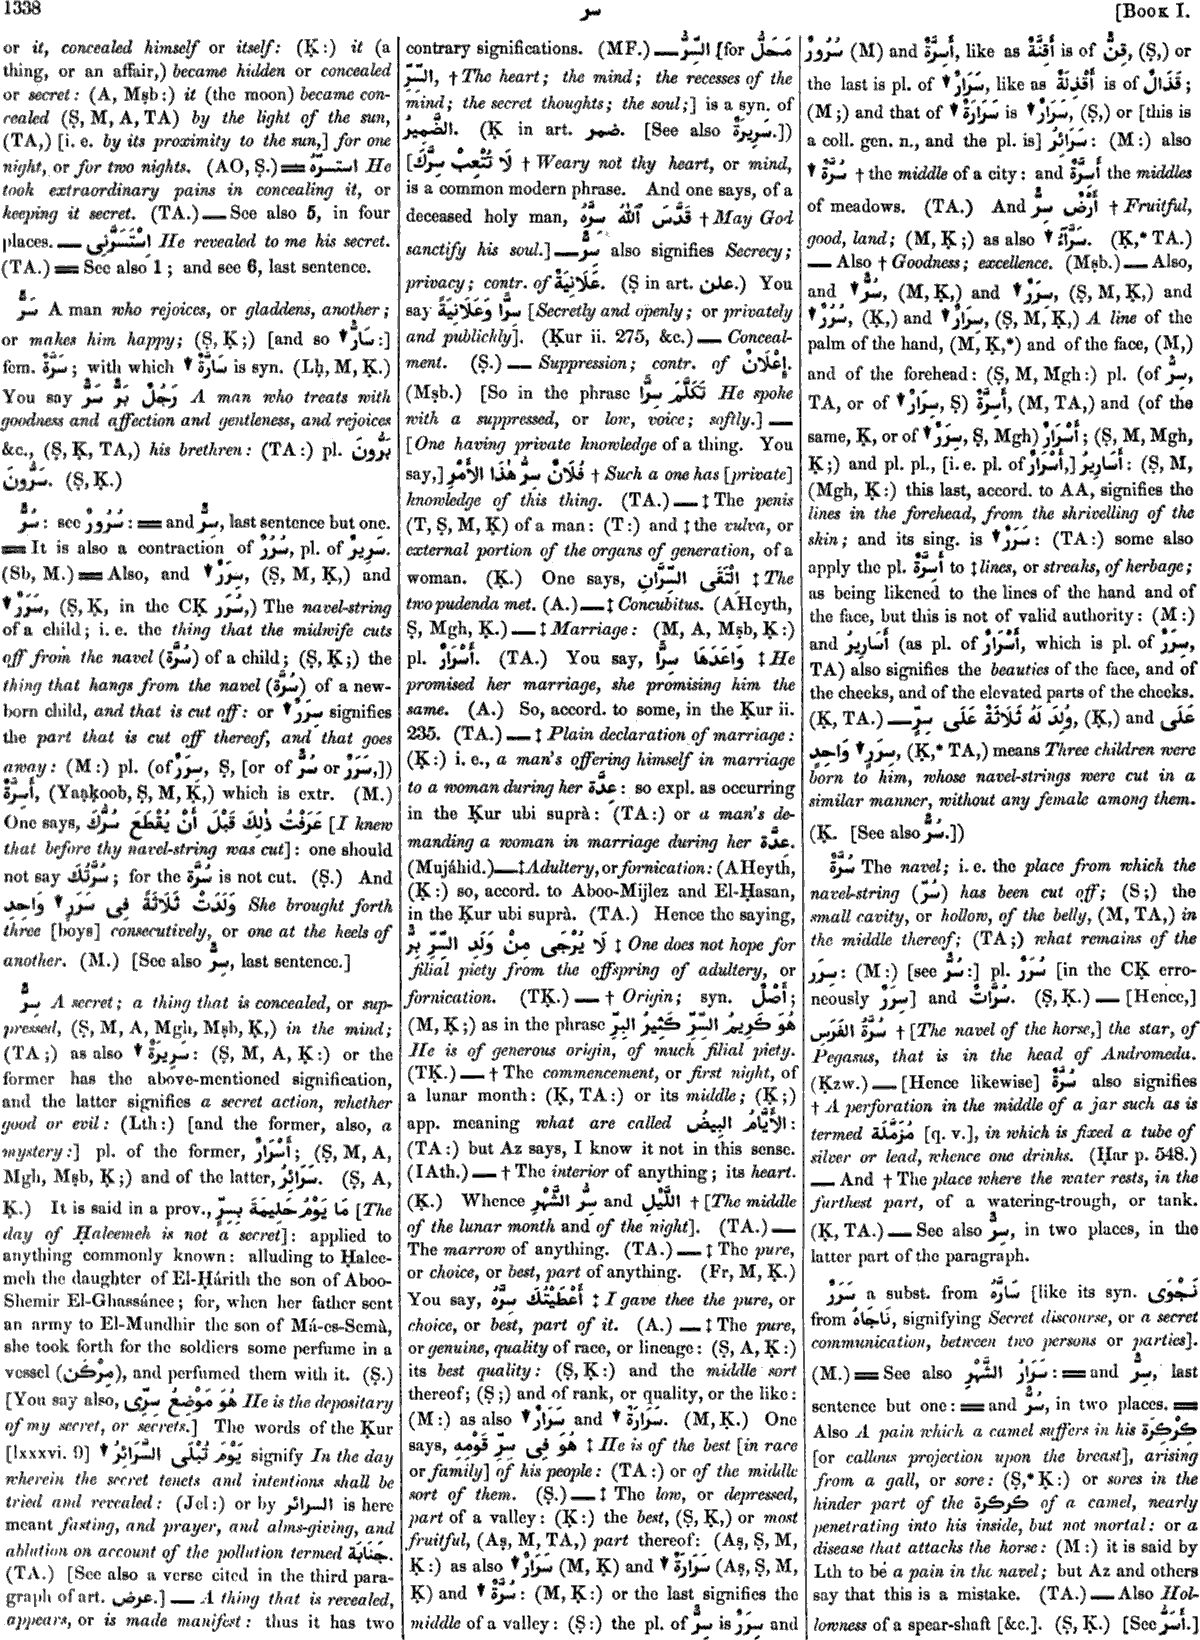 1338
سر
[Book I.
or it, concealed himself or itself: (Ḳ:) it (a
thing, or an affair,) became hidden or concealed
or secret: (A, Mṣb:) it (the moon) became con-
cealed (Ṣ, M, A, TA) by the light of the sun,
(TA,) [i. e. by its proximity to the sun,] for one
night, or for two nights. (AO, Ṣ.) == استسرّهُ He
took extraordinary pains in concealing it, or
keeping it secret. (TA.) — See also 5, in four
places. — اِسْتَسَرَّنِى He revealed to me his secret.
(TA.) == See also 1; and see 6, last sentence.
سَرٌّ A man who rejoices, or gladdens, another;
or makes him happy; (Ṣ, Ḳ;) [and so ↓ سَارٌّ:]
fem. سَرَّةٌ; with which ↓ سَارَّةٌ is syn. (Lḥ, M, Ḳ.)
You say رَجُلٌ بَرٌّ سَرٌّ A man who treats with
goodness and affection and gentleness, and rejoices
&c., (Ṣ, Ḳ, TA,) his brethren: (TA:) pl. بَرُّونَ
سَرُّونَ. (Ṣ, Ḳ.)
سُرٌّ: see سُرُورٌ: == and سِرٌّ, last sentence but one.
== It is also a contraction of سُرُرٌ, pl. of سَرِيرٌ.
(Sb, M.) == Also, and ↓ سِرَرٌ, (Ṣ, M, Ḳ,) and
↓ سَرَرٌ, (Ṣ, Ḳ, in the CḲ سُرَر,) The navel-string
of a child; i. e. the thing that the midwife cuts
off from the navel (سُرَّة) of a child; (Ṣ, Ḳ;) the
thing that hangs from the navel (سُرَّة) of a new-
born child, and that is cut off: or ↓ سِرَرٌ signifies
the part that is cut off thereof, and that goes
away: (M:) pl. (of سِرَرٌ, Ṣ, [or of سُرٌّ or سَرَرٌ,])
أَسِرَّةٌ, (Yaạḳoob, Ṣ, M, Ḳ,) which is extr. (M.)
One says, عَرَفْتُ ذٰلِكَ قَبْلَ أَنْ يُقْطَعَ سُرُّكَ [I knew
that before thy navel-string was cut]: one should
not say سُرَّتُكَ; for the سُرَّة is not cut. (Ṣ.) And
وَلَدَتْ ثَلَاثَةً فِى سَرَرٍ ↓ وَاحِدٍ She brought forth
three [boys] consecutively, or one at the heels of
another. (M.) [See also سِرٌّ, last sentence.]
سِرٌّ A secret; a thing that is concealed, or sup-
pressed, (Ṣ, M, A, Mgh, Mṣb, Ḳ,) in the mind;
(TA;) as also ↓ سَرِيرَةٌ: (Ṣ, M, A, Ḳ:) or the
former has the above-mentioned signification,
and the latter signifies a secret action, whether
good or evil: (Lth:) [and the former, also, a
mystery:] pl. of the former, أَسْرَارٌ; (Ṣ, M, A,
Mgh, Mṣb, Ḳ;) and of the latter, سَرَائِرُ. (Ṣ, A,
Ḳ.) It is said in a prov., مَا يَوْمُ حَلِيمَةَ بِسِرٍّ [The
day of Ḥaleemeh is not a secret]: applied to
anything commonly known: alluding to Ḥalee-
meh the daughter of El-Ḥárith the son of Aboo-
Shemir El-Ghassánee; for, when her father sent
an army to El-Mundhir the son of Má-es-Semà,
she took forth for the soldiers some perfume in a
vessel (مِرْكَن), and perfumed them with it. (Ṣ.)
[You say also, هُوَ مَوْضِعُ سِرِّى He is the depositary
of my secret, or secrets.] The words of the Ḳur
[lxxxvi. 9] يَوْمَ تُبْلَى السَّرَائِرُ ↓ signify In the day
wherein the secret tenets and intentions shall be
tried and revealed: (Jel:) or by السرائر is here
meant fasting, and prayer, and alms-giving, and
ablution on account of the pollution termed جَنَابَة.
(TA.) [See also a verse cited in the third para-
graph of art. عرض.] — A thing that is revealed,
appears, or is made manifest: thus it has two
contrary significations. (MF.) — السِّرُّ [for مَحَلُّ
السِّرِّ, † The heart; the mind; the recesses of the
mind; the secret thoughts; the soul;] is a syn. of
الضَّمِيرُ. (Ḳ in art. ضمر. [See also سَرِيرَةٌ.])
[لَا تُتْعِبْ سِرَّكَ † Weary not thy heart, or mind,
is a common modern phrase. And one says, of a
deceased holy man, قَدَّسَ ٱللّٰهُ سِرَّهُ † May God
sanctify his soul.] — سِرٌّ also signifies Secrecy;
privacy; contr. of عَلَانِيَةٌ. (Ṣ in art. علن.) You
say سِرًّا وَعَلَانِيَةً [Secretly and openly; or privately
and publickly]. (Ḳur ii. 275, &c.) — Conceal-
ment. (Ṣ.) — Suppression; contr. of إِعْلَانٌ.
(Mṣb.) [So in the phrase تَكَلَّمَ سِرًّا He spoke
with a suppressed, or low, voice; softly.] —
[One having private knowledge of a thing. You
say,] فُلَانٌ سِرُّ هٰذَا الأَمْرِ † Such a one has [private]
knowledge of this thing. (TA.) — ‡ The penis
(T, Ṣ, M, Ḳ) of a man: (T:) and ‡ the vulva, or
external portion of the organs of generation, of a
woman. (Ḳ.) One says, اِلْتَقَى السِّرَّانِ ‡ The
two pudenda met. (A.) — ‡ Concubitus. (AHeyth,
Ṣ, Mgh, Ḳ.) — ‡ Marriage: (M, A, Mṣb, Ḳ:)
pl. أَسْرَارٌ. (TA.) You say, وَاعَدَهَا سِرًّا ‡ He
promised her marriage, she promising him the
same. (A.) So, accord. to some, in the Ḳur ii.
235. (TA.) — ‡ Plain declaration of marriage:
(Ḳ:) i. e., a man's offering himself in marriage
to a woman during her عِدَّة: so expl. as occurring
in the Ḳur ubi suprà: (TA:) or a man's de-
manding a woman in marriage during her عِدَّة.
(Mujáhid.) — ‡ Adultery, or fornication: (AHeyth,
(Ḳ:) so, accord. to Aboo-Mijlez and El-Ḥasan,
in the Ḳur ubi suprà. (TA.) Hence the saying,
لَا يُرْجَى مِنْ وَلَدِ السِّرِّ بِرٌّ ‡ One does not hope for
filial piety from the offspring of adultery, or
fornication. (TḲ.) — † Origin; syn. أَصْلٌ;
(M, Ḳ;) as in the phrase هُوَ كَرِيمُ السِّرِّ كَثِيرُ البِرِّ
He is of generous origin, of much filial piety.
(TḲ.) — † The commencement, or first night, of
a lunar month: (Ḳ, TA:) or its middle; (Ḳ;)
app. meaning what are called الأَيَّامُ البِيضُ:
(TA:) but Az says, I know it not in this sense.
(IAth.) — † The interior of anything; its heart.
(Ḳ.) Whence سِرُّ الشَّهْرِ and اللَّيْلِ † [The middle
of the lunar month and of the night]. (TA.) —
The marrow of anything. (TA.) — ‡ The pure,
or choice, or best, part of anything. (Fr, M, Ḳ.)
You say, أَعْطَيْتُكَ سِرَّهُ ‡ I gave thee the pure, or
choice, or best, part of it. (A.) — ‡ The pure,
or genuine, quality of race, or lineage: (Ṣ, A, Ḳ:)
its best quality: (Ṣ, Ḳ:) and the middle sort
thereof; (Ṣ;) and of rank, or quality, or the like:
(M:) as also ↓ سَرَارٌ and ↓ سَرَارَةٌ. (M, Ḳ.) One
says, هُوَ فِى سِرِّ قَوْمِهِ ‡ He is of the best [in race
or family] of his people: (TA:) or of the middle
sort of them. (Ṣ.) — ‡ The low, or depressed,
part of a valley: (Ḳ:) the best, (Ṣ, Ḳ,) or most
fruitful, (Aṣ, M, TA,) part thereof: (Aṣ, Ṣ, M,
Ḳ:) as also ↓ سَرَارٌ (M, Ḳ) and ↓ سَرَارَةٌ (Aṣ, Ṣ, M,
Ḳ) and ↓ سُرَّةٌ: (M, Ḳ:) or the last signifies the
middle of a valley: (Ṣ:) the pl. of سِرٌّ is سِرَرٌ and
سُرُورٌ (M) and أَسِرَّةٌ, like as أَقِنَّةٌ is of قِنٌّ, (Ṣ,) or
the last is pl. of ↓ سَرَارٌ, like as أَقْذِلَةٌ is of قَذَالٌ;
(M;) and that of ↓ سَرَارَةٌ is ↓ سَرَارٌ, (Ṣ,) or [this is
a coll. gen. n., and the pl. is] سَرَائِرُ: (M:) also
↓ سُرَّةٌ † the middle of a city: and أَسِرَّةٌ the middles
of meadows. (TA.) And أَرْضٌ سِرٌّ † Fruitful,
good, land; (M, Ḳ;) as also ↓ سَرَّآءُ. (Ḳ,* TA.)
— Also † Goodness; excellence. (Mṣb.) — Also,
and ↓ سُرٌّ, (M, Ḳ,) and ↓ سِرَرٌ, (Ṣ, M, Ḳ,) and
↓ سُرَرٌ, (Ḳ,) and ↓ سِرَارٌ, (Ṣ, M, Ḳ,) A line of the
palm of the hand, (M, Ḳ,*) and of the face, (M,)
and of the forehead: (Ṣ, M, Mgh:) pl. (of سِرٌّ,
TA, or of ↓ سِرَارٌ, Ṣ) أَسِرَّةٌ, (M, TA,) and (of the
same, Ḳ, or of ↓ سِرَرٌ, Ṣ, Mgh) أَسْرَارٌ; (Ṣ, M, Mgh,
Ḳ;) and pl. pl., [i. e. pl. of أَسْرَارٌ,] أَسَارِيرُ: (Ṣ, M,
(Mgh, Ḳ:) this last, accord. to AA, signifies the
lines in the forehead, from the shrivelling of the
skin; and its sing. is ↓ سِرَرٌ: (TA:) some also
apply the pl. أَسِرَّةٌ to ‡ lines, or streaks, of herbage;
as being likened to the lines of the hand and of
the face, but this is not of valid authority: (M:)
and أَسَارِيرُ (as pl. of أَسْرَارٌ, which is pl. of سِرَرٌ,
TA) also signifies the beauties of the face, and of
the cheeks, and of the elevated parts of the cheeks.
(Ḳ, TA.) — وُلِدَ لَهُ ثَلَاثَةٌ عَلَى سِرٍّ, (Ḳ,) and عَلَى
سِرَرٍ ↓ وَاحِدٍ, (Ḳ,* TA,) means Three children were
born to him, whose navel-strings were cut in a
similar manner, without any female among them.
(Ḳ. [See also سُرٌّ.])
سُرَّةٌ The navel; i. e. the place from which the
navel-string (سُرّ) has been cut off; (Ṣ;) the
small cavity, or hollow, of the belly, (M, TA,) in
the middle thereof; (TA;) what remains of the
سِرَر: (M:) [see سُرٌّ:] pl. سُرَرٌ [in the CḲ erro-
neously سِرَرٌ] and سُرَّاتٌ. (Ṣ, Ḳ.) — [Hence,]
سُرَّةُ الفَرَسِ † [The navel of the horse,] the star, of
Pegasus, that is in the head of Andromeda.
(Ḳzw.) — [Hence likewise] سُرَّةٌ also signifies
† A perforation in the middle of a jar such as is
termed مُزَمَّلَة [q. v.], in which is fixed a tube of
silver or lead, whence one drinks. (Ḥar p. 548.)
— And † The place where the water rests, in the
furthest part, of a watering-trough, or tank.
(Ḳ, TA.) — See also سِرٌّ, in two places, in the
latter part of the paragraph.
سَرَرٌ a subst. from سَارَّهُ [like its syn. نَجْوَى
from نَاجَاهُ, signifying Secret discourse, or a secret
communication, between two persons or parties].
(M.) == See also سَرَارُ الشَّهْرِ: == and سِرٌّ, last
sentence but one: == and سُرٌّ, in two places. ==
Also A pain which a camel suffers in his كِرْكِرَة
[or callous projection upon the breast], arising
from a gall, or sore: (Ṣ,* Ḳ:) or sores in the
hinder part of the كركرة of a camel, nearly
penetrating into his inside, but not mortal: or a
disease that attacks the horse: (M:) it is said by
Lth to be a pain in the navel; but Az and others
say that this is a mistake. (TA.) — Also Hol-
lowness of a spear-shaft [&c.]. (Ṣ, Ḳ.) [See أَسَرُّ.]